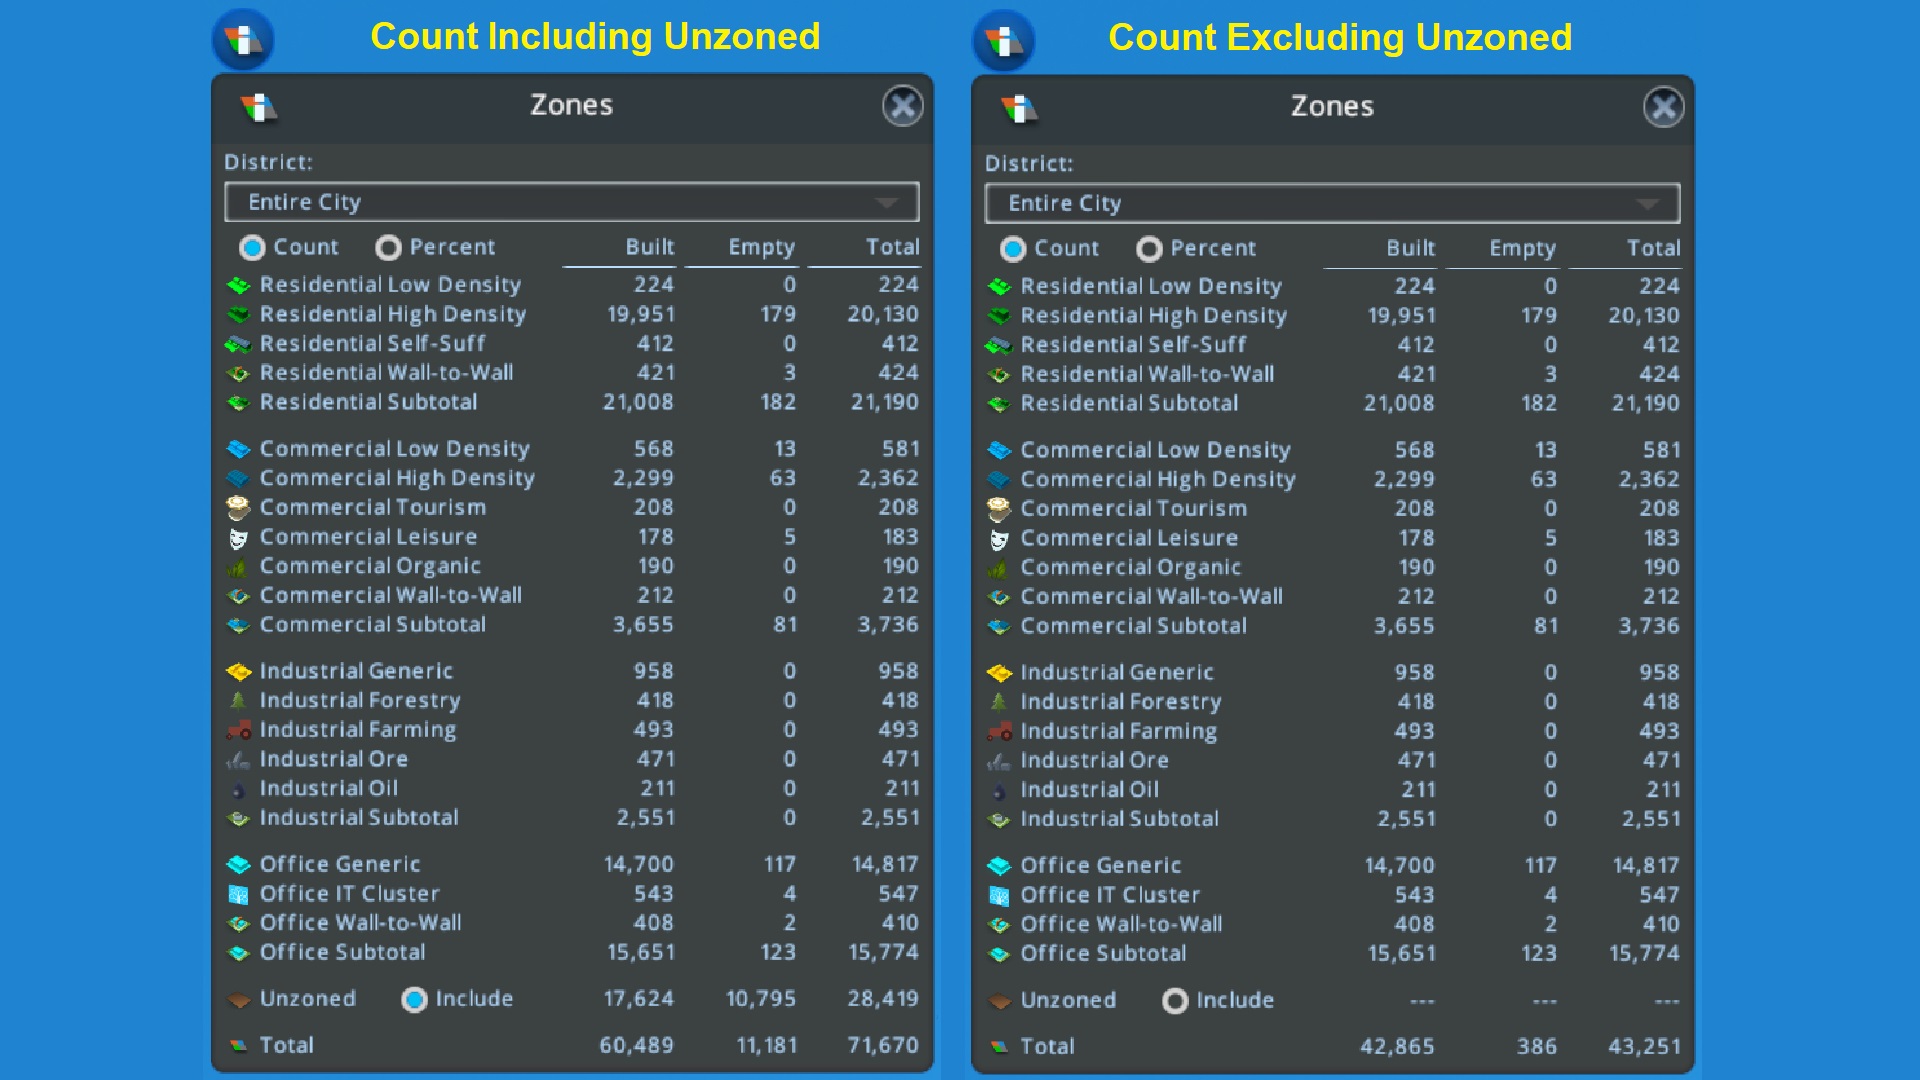 Count Including Unzoned
Zones
District:
Entire City
Count Percent Built Empty Total
Residential Low Density 224 0 224
Residential High Density 19,951 179 20,130
Residential Self-Suff 412 0 412
Residential Wall-to-Wall 421 3 424
Residential Subtotal 21,008 182 21,190
Commercial Low Density 568 13 581
Commercial High Density 2,299 63 2,362
Commercial Tourism 208 0 208
Commercial Leisure 178 5 183
Commercial Organic 190 0 190
Commercial Wall-to-Wall 212 0 212
Commercial Subtotal 3,655 81 3,736
Industrial Generic 958 0 958
Industrial Forestry 418 0 418
Industrial Farming 493 0 493
Industrial Ore 471 0 471
Industrial Oil 211 0 211
Industrial Subtotal 2,551 0 2,551
Office Generic 14,700 117 14,817
Office IT Cluster 543 4 547
Office Wall-to-Wall 408 2 410
Office Subtotal 15,651 123 15,774
Unzoned Include 17,624 10,795 28,419
Total 60,489 11,181 71,670
Count Excluding Unzoned
Zones
District:
Entire City
Count Percent Built Empty Total
Residential Low Density 224 0 224
Residential High Density 19,951 179 20,130
Residential Self-Suff 412 0 412
Residential Wall-to-Wall 421 3 424
Residential Subtotal 21,008 182 21,190
Commercial Low Density 568 13 581
Commercial High Density 2,299 63 2,362
Commercial Tourism 208 0 208
Commercial Leisure 178 5 183
Commercial Organic 190 0 190
Commercial Wall-to-Wall 212 0 212
Commercial Subtotal 3,655 81 3,736
Industrial Generic 958 0 958
Industrial Forestry 418 0 418
Industrial Farming 493 0 493
Industrial Ore 471 0 471
Industrial Oil 211 0 211
Industrial Subtotal 2,551 0 2,551
Office Generic 14,700 117 14,817
Office IT Cluster 543 4 547
Office Wall-to-Wall 408 2 410
Office Subtotal 15,651 123 15,774
Unzoned Include --- --- ---
Total 42,865 386 43,251